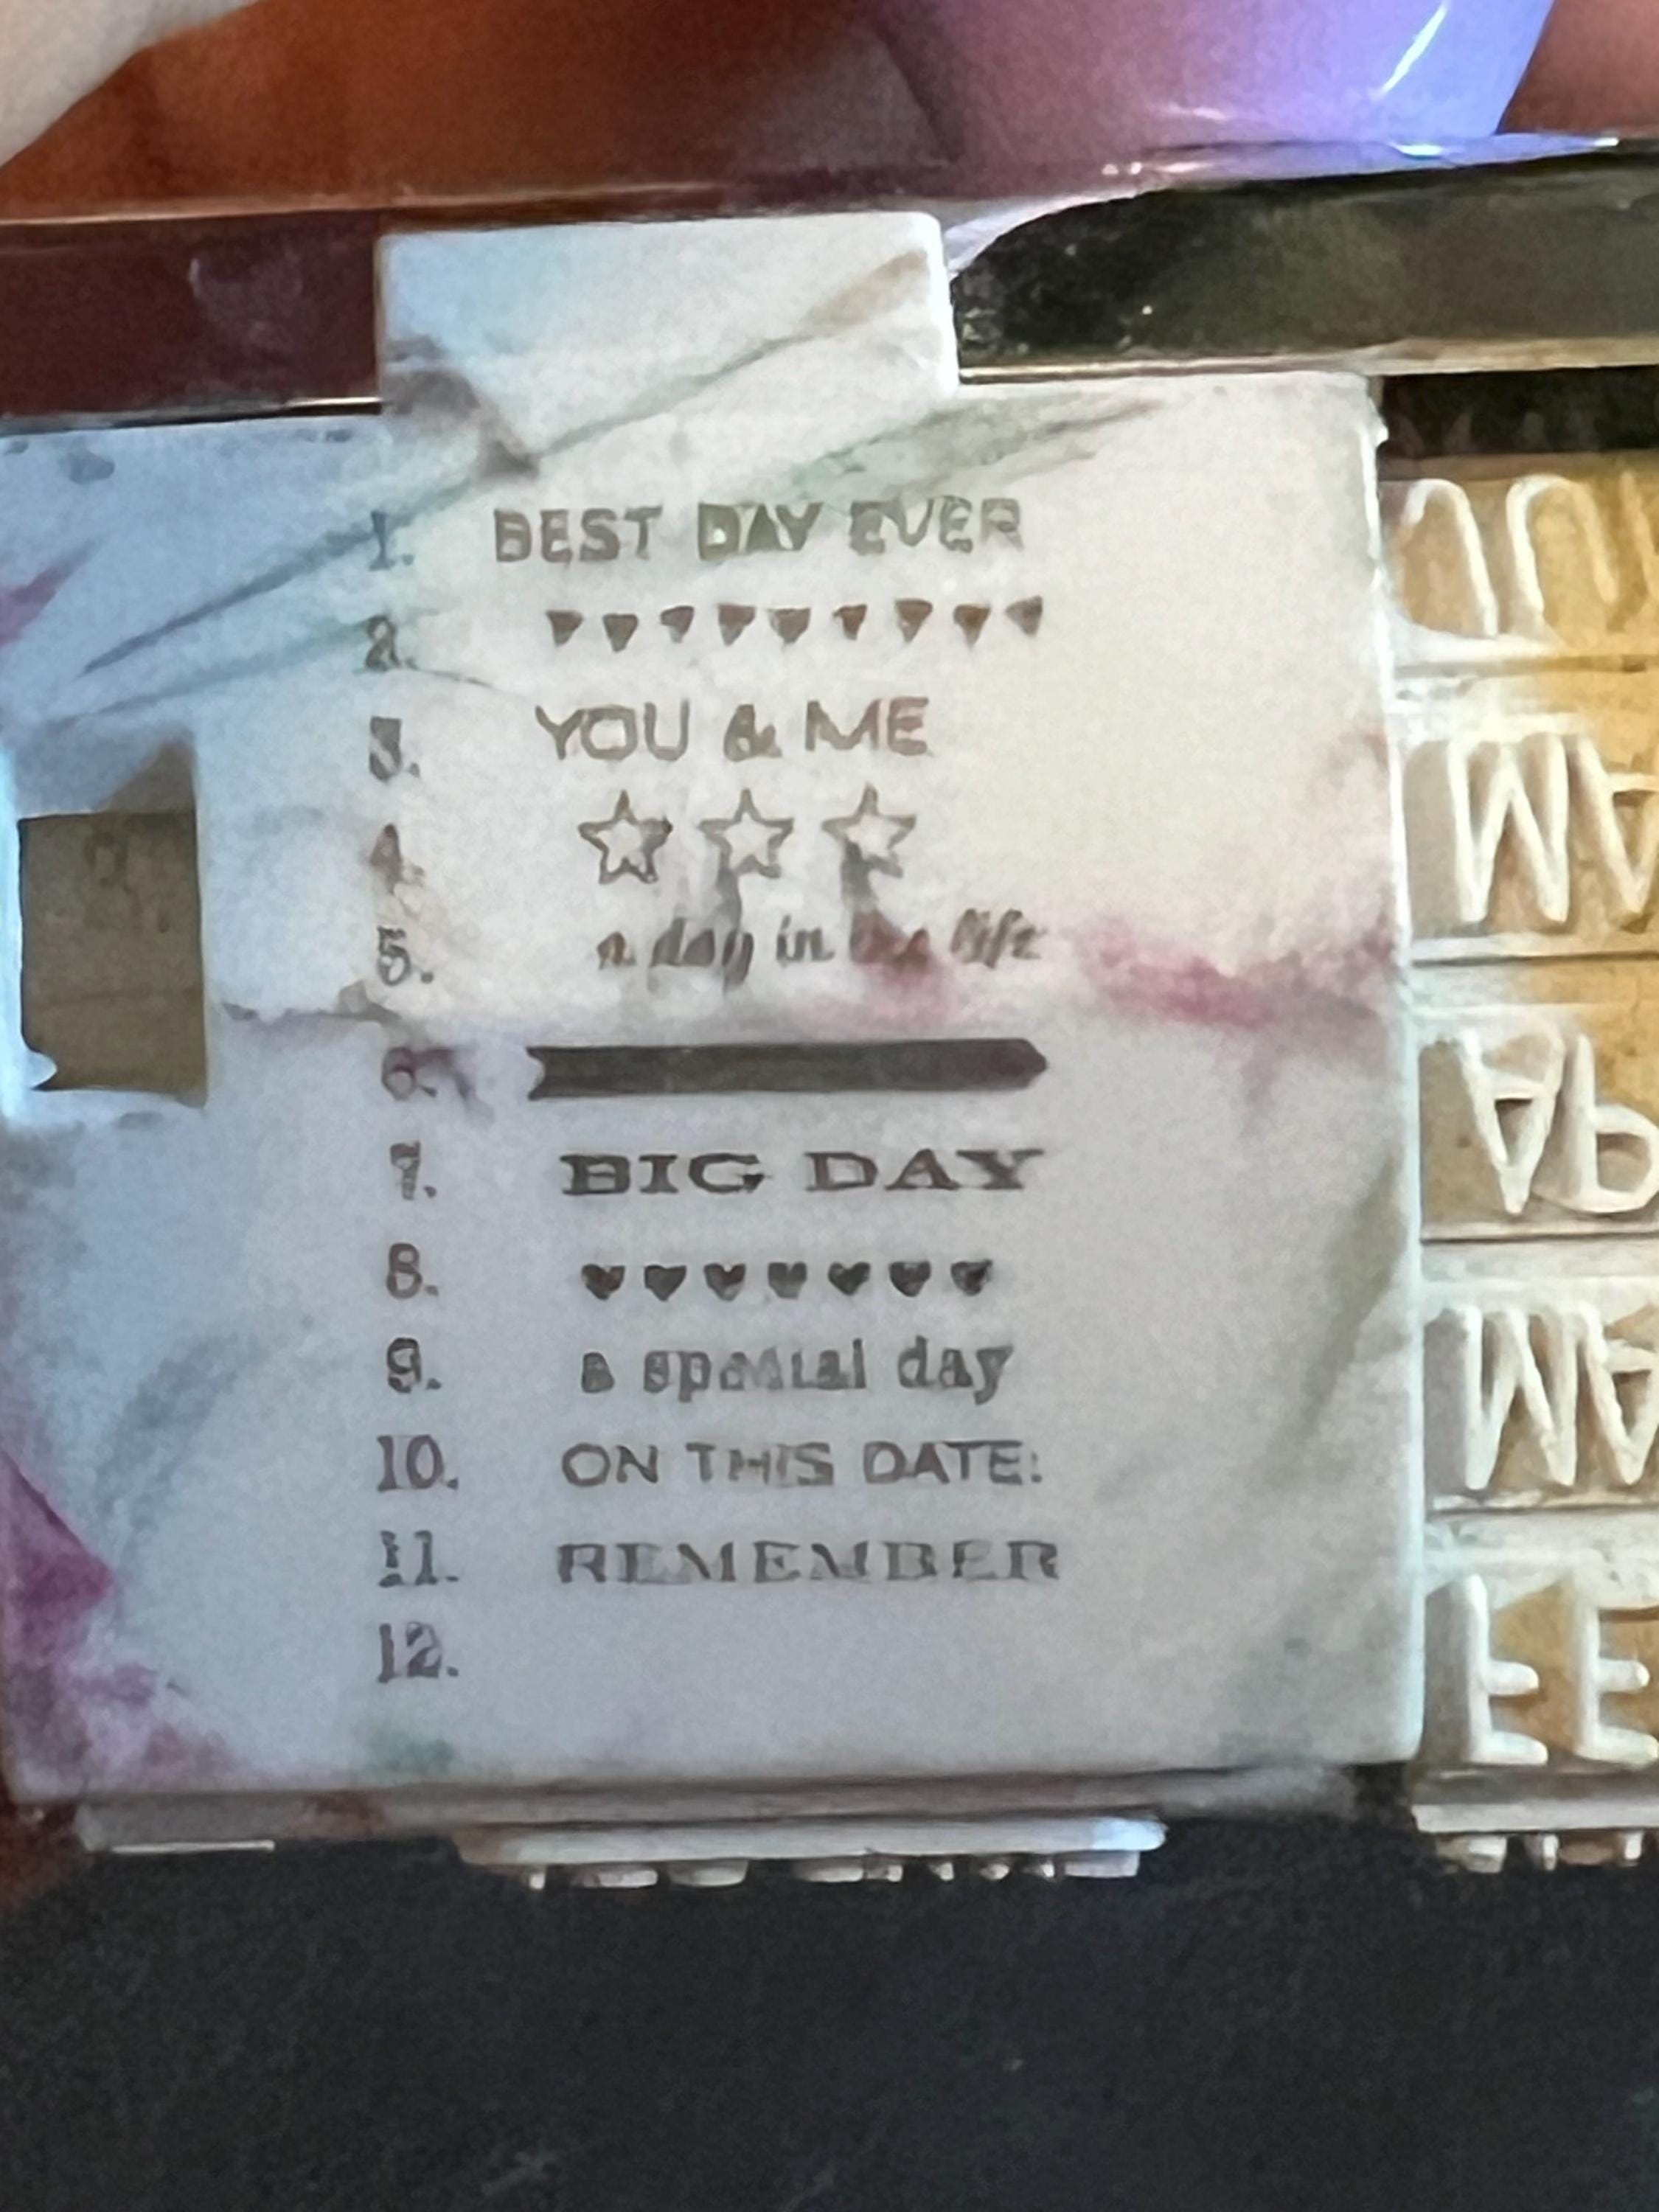 1. BEST DAY EVER
2. ♥♥♥♥♥♥♥♥♥
3. YOU & ME
4. ☆☆☆
5. a day in the life
6.
7. BIG DAY
8. ♥♥♥♥♥♥♥
9. a special day
10. ON THIS DATE:
11. REMEMBER
12.